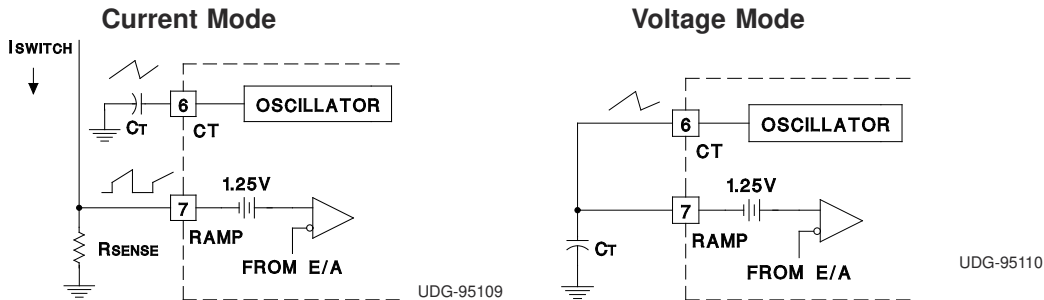 Current Mode
ISWITCH
6
OSCILLATOR
CT
CT
1.25V
7
RAMP
RSENSE
FROM E/A
UDG-95109
Voltage Mode
6
OSCILLATOR
CT
1.25V
7
RAMP
CT
FROM E/A
UDG-95110